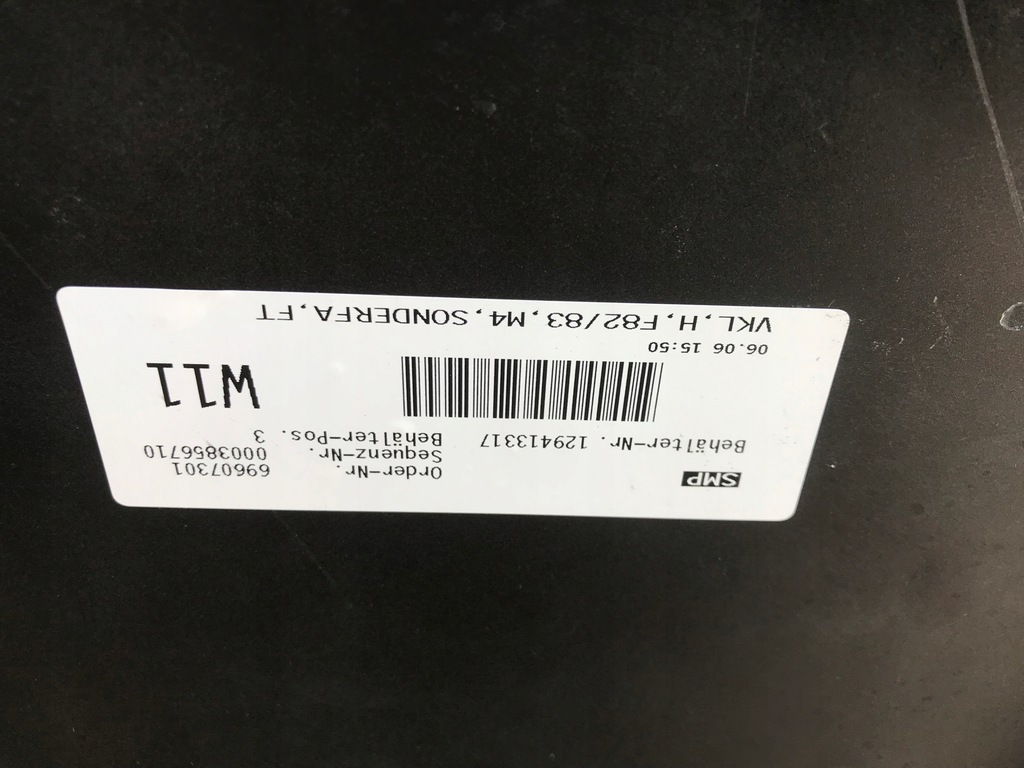 SMP
Order-Nr. 69607301
Sequenz-Nr. 0003856710
Behälter-Nr. 129413317 Behälter-Pos. 3
W11
06.06 15:50
VKL,H,F82/83,M4,SONDERFA,FT